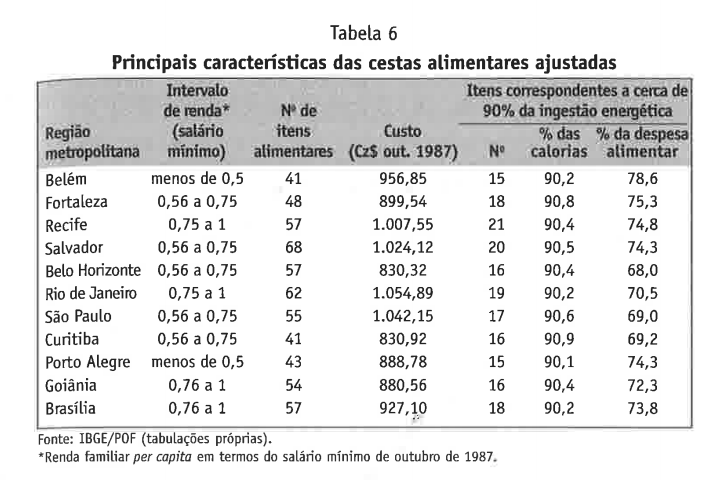 Tabela 6
Principais características das cestas alimentares ajustadas
Região metropolitana | Intervalo de renda* (salário mínimo) | Nº de itens alimentares | Custo (Cz$ out. 1987) | Itens correspondentes a cerca de 90% da ingestão energética
Nº | % das calorias | % da despesa alimentar
Belém menos de 0,5 41 956,85 15 90,2 78,6
Fortaleza 0,56 a 0,75 48 899,54 18 90,8 75,3
Recife 0,75 a 1 57 1.007,55 21 90,4 74,8
Salvador 0,56 a 0,75 68 1.024,12 20 90,5 74,3
Belo Horizonte 0,56 a 0,75 57 830,32 16 90,4 68,0
Rio de Janeiro 0,75 a 1 62 1.054,89 19 90,2 70,5
São Paulo 0,56 a 0,75 55 1.042,15 17 90,6 69,0
Curitiba 0,56 a 0,75 41 830,92 16 90,9 69,2
Porto Alegre menos de 0,5 43 888,78 15 90,1 74,3
Goiânia 0,76 a 1 54 880,56 16 90,4 72,3
Brasília 0,76 a 1 57 927,10 18 90,2 73,8
Fonte: IBGE/POF (tabulações próprias).
*Renda familiar per capita em termos do salário mínimo de outubro de 1987.